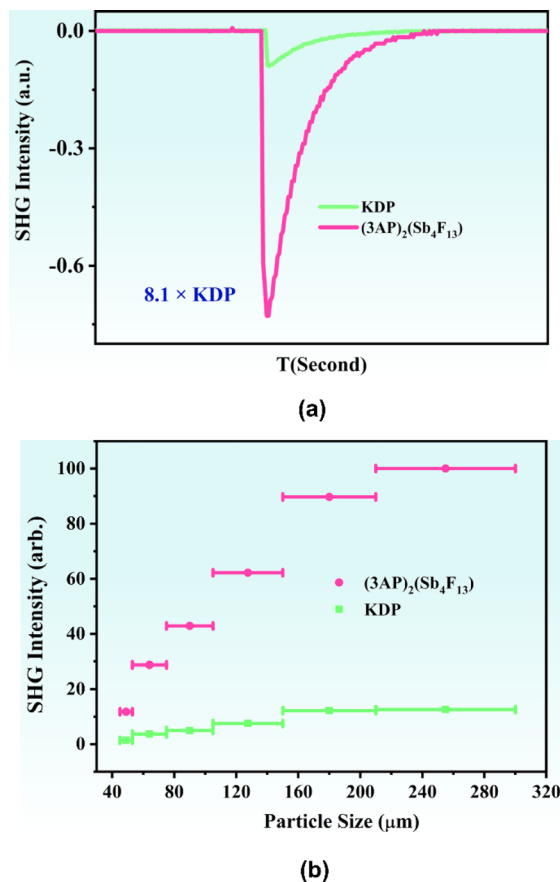 0.0
-0.3
-0.6
SHG Intensity (a.u.)
KDP
(3AP)₂(Sb₄F₁₃)
8.1 × KDP
T(Second)
(a)
100
80
60
40
20
0
SHG Intensity (arb.)
(3AP)₂(Sb₄F₁₃)
KDP
40 80 120 160 200 240 280 320
Particle Size (μm)
(b)